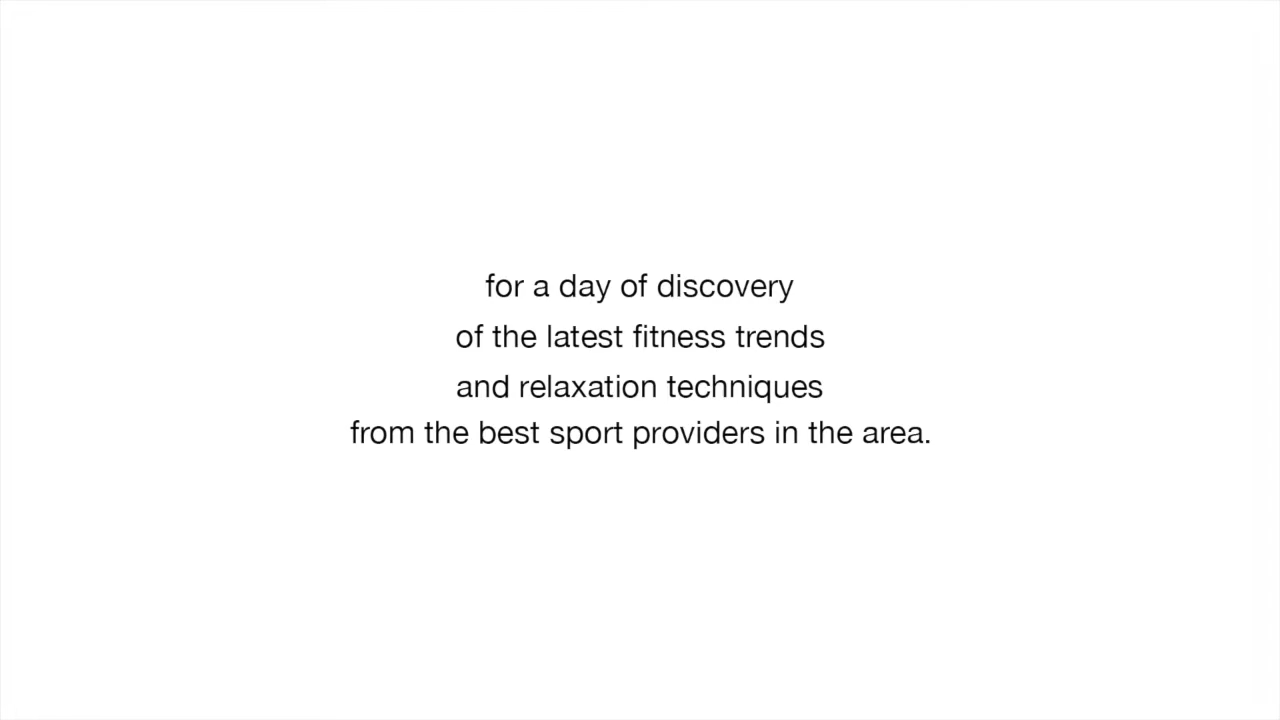 for a day of discovery
of the latest fitness trends
and relaxation techniques
from the best sport providers in the area.